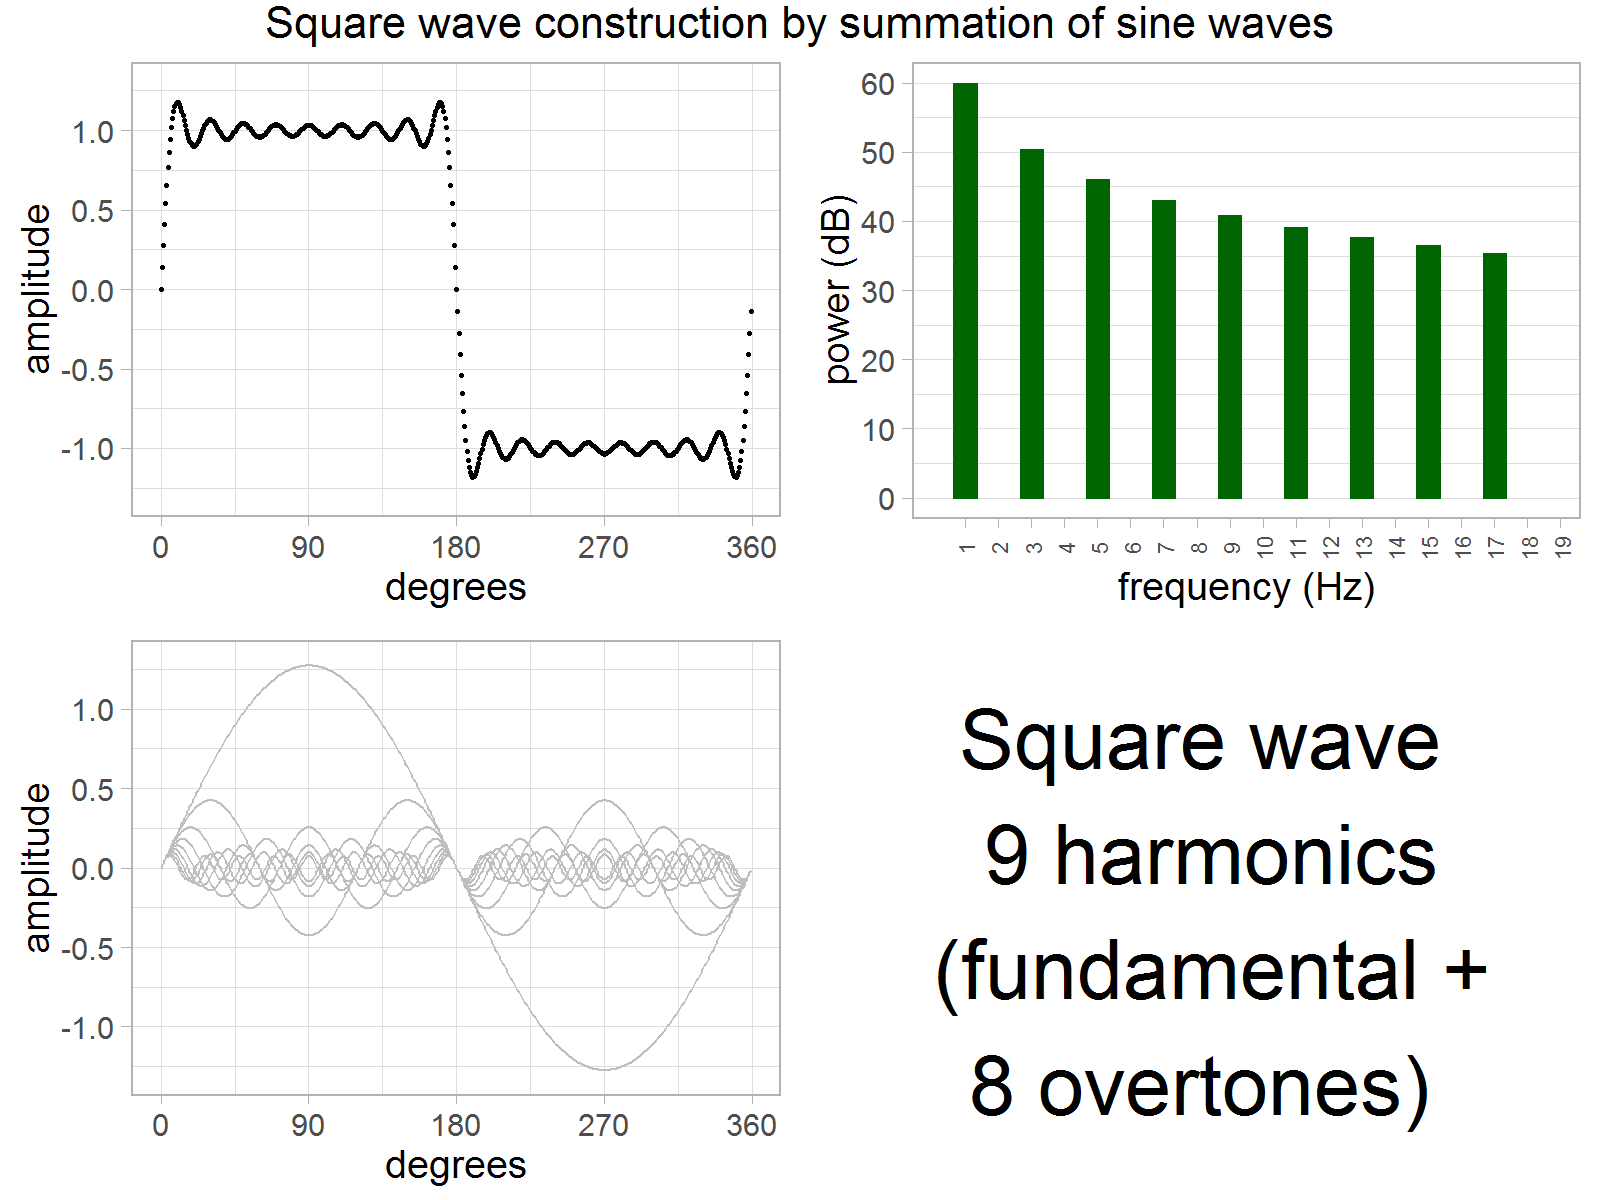 Square wave construction by summation of sine waves
amplitude
1.0
0.5
0.0
-0.5
-1.0
0 90 180 270 360
degrees
power (dB)
60
50
40
30
20
10
0
1 2 3 4 5 6 7 8 9 10 11 12 13 14 15 16 17 18 19
frequency (Hz)
amplitude
1.0
0.5
0.0
-0.5
-1.0
0 90 180 270 360
degrees
Square wave
9 harmonics
(fundamental +
8 overtones)